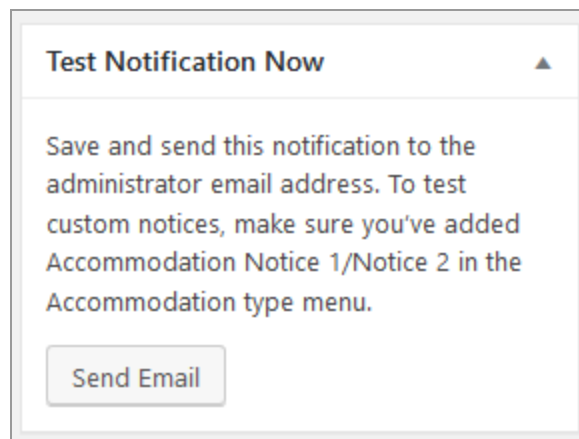 Test Notification Now
Save and send this notification to the
administrator email address. To test
custom notices, make sure you've added
Accommodation Notice 1/Notice 2 in the
Accommodation type menu.
Send Email